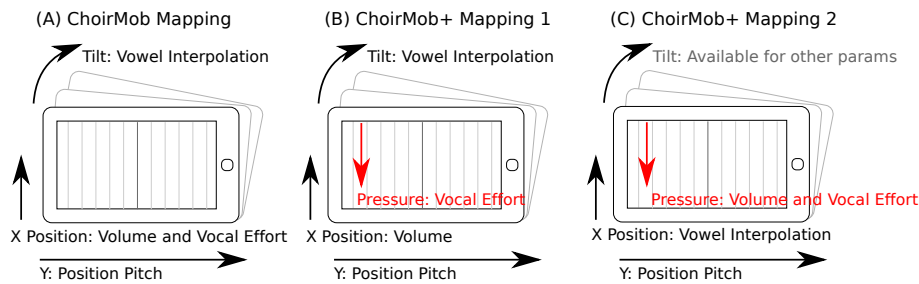 (A) ChoirMob Mapping
Tilt: Vowel Interpolation
X Position: Volume and Vocal Effort
Y: Position Pitch
(B) ChoirMob+ Mapping 1
Tilt: Vowel Interpolation
Pressure: Vocal Effort
X Position: Volume
Y: Position Pitch
(C) ChoirMob+ Mapping 2
Tilt: Available for other params
Pressure: Volume and Vocal Effort
X Position: Vowel Interpolation
Y: Position Pitch